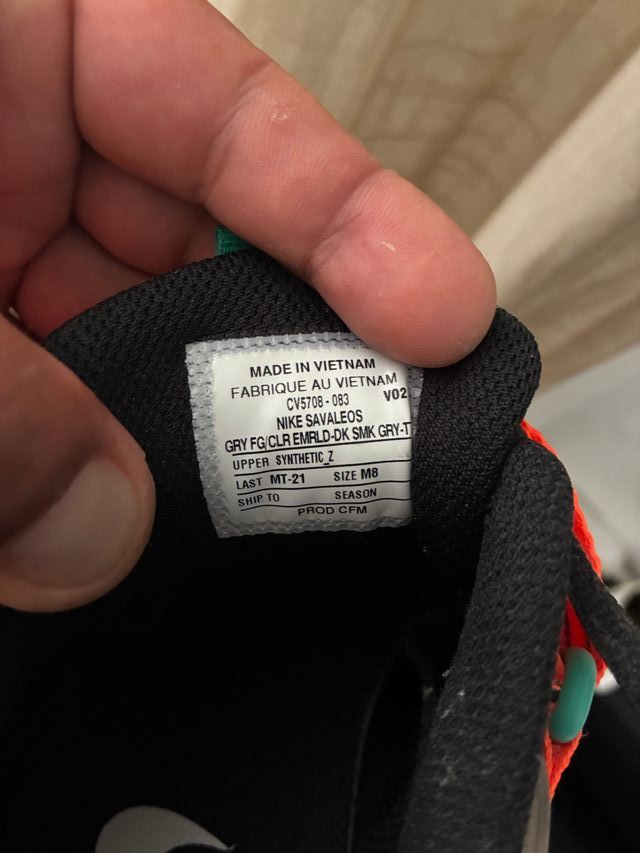 MADE IN VIETNAM
FABRIQUE AU VIETNAM
CV5708 - 083 V02
NIKE SAVALEOS
GRY FG/CLR EMRLD-DK SMK GRY-T
UPPER SYNTHETIC_Z
LAST MT-21 SIZE M8
SHIP TO SEASON
PROD CFM